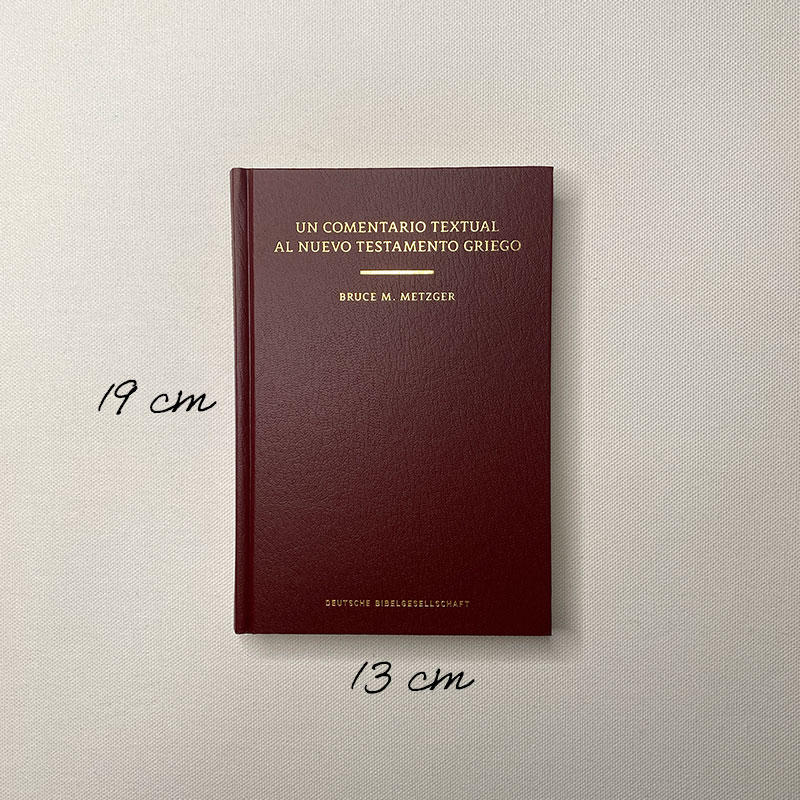 UN COMENTARIO TEXTUAL
AL NUEVO TESTAMENTO GRIEGO
BRUCE M. METZGER
19 cm
DEUTSCHE BIBELGESELLSCHAFT
13 cm